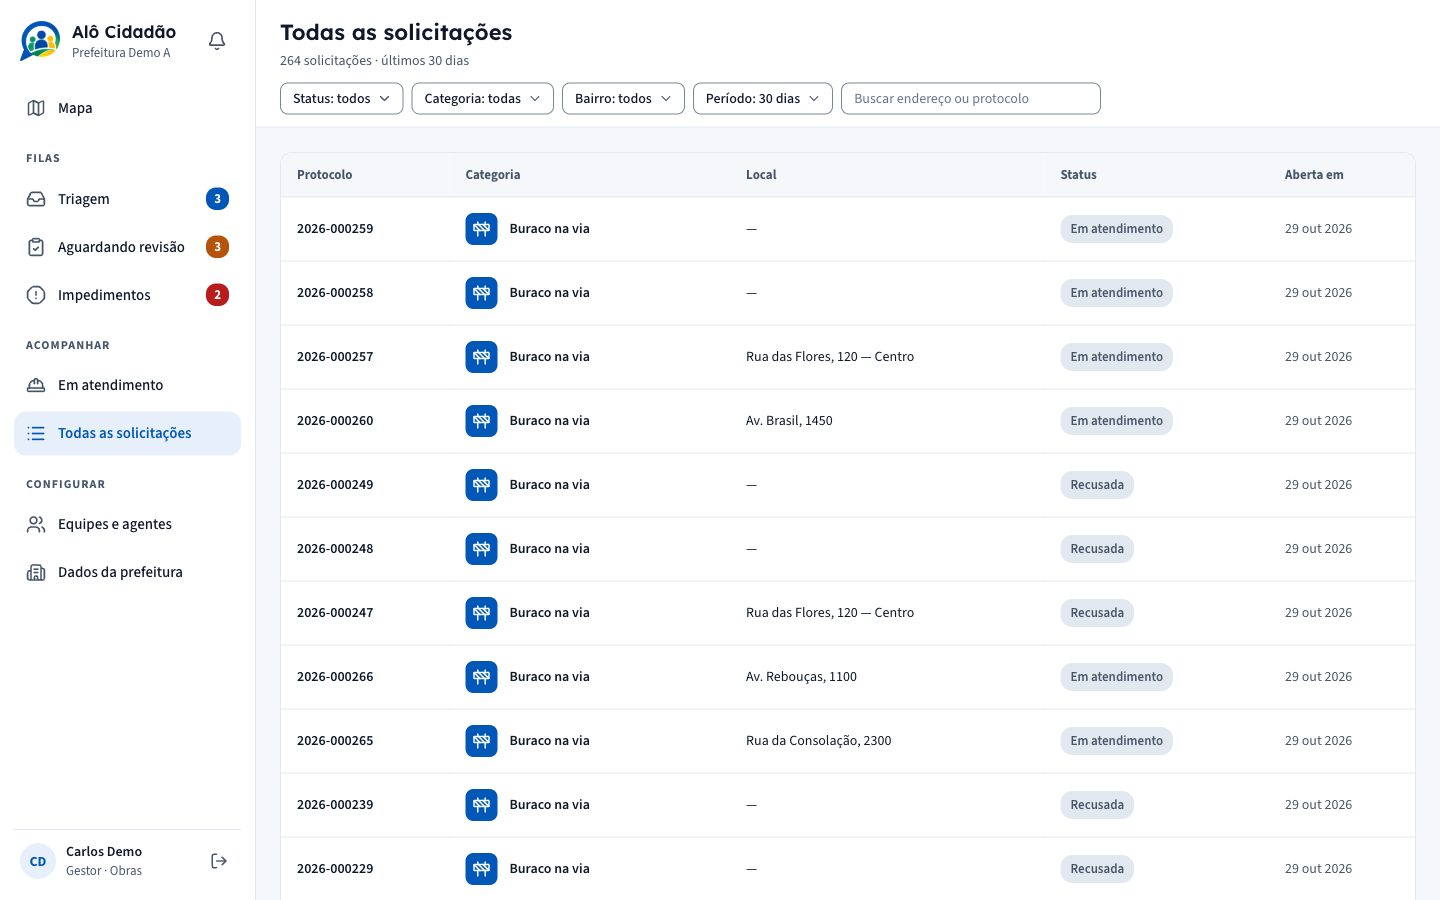 Alô Cidadão
Prefeitura Demo A
Mapa
FILAS
Triagem 3
Aguardando revisão 3
Impedimentos 2
ACOMPANHAR
Em atendimento
Todas as solicitações
CONFIGURAR
Equipes e agentes
Dados da prefeitura
CD
Carlos Demo
Gestor · Obras
Todas as solicitações
264 solicitações · últimos 30 dias
Status: todos Categoria: todas Bairro: todos Período: 30 dias Buscar endereço ou protocolo
Protocolo Categoria Local Status Aberta em
2026-000259 Buraco na via — Em atendimento 29 out 2026
2026-000258 Buraco na via — Em atendimento 29 out 2026
2026-000257 Buraco na via Rua das Flores, 120 — Centro Em atendimento 29 out 2026
2026-000260 Buraco na via Av. Brasil, 1450 Em atendimento 29 out 2026
2026-000249 Buraco na via — Recusada 29 out 2026
2026-000248 Buraco na via — Recusada 29 out 2026
2026-000247 Buraco na via Rua das Flores, 120 — Centro Recusada 29 out 2026
2026-000266 Buraco na via Av. Rebouças, 1100 Em atendimento 29 out 2026
2026-000265 Buraco na via Rua da Consolação, 2300 Em atendimento 29 out 2026
2026-000239 Buraco na via — Recusada 29 out 2026
2026-000229 Buraco na via — Recusada 29 out 2026